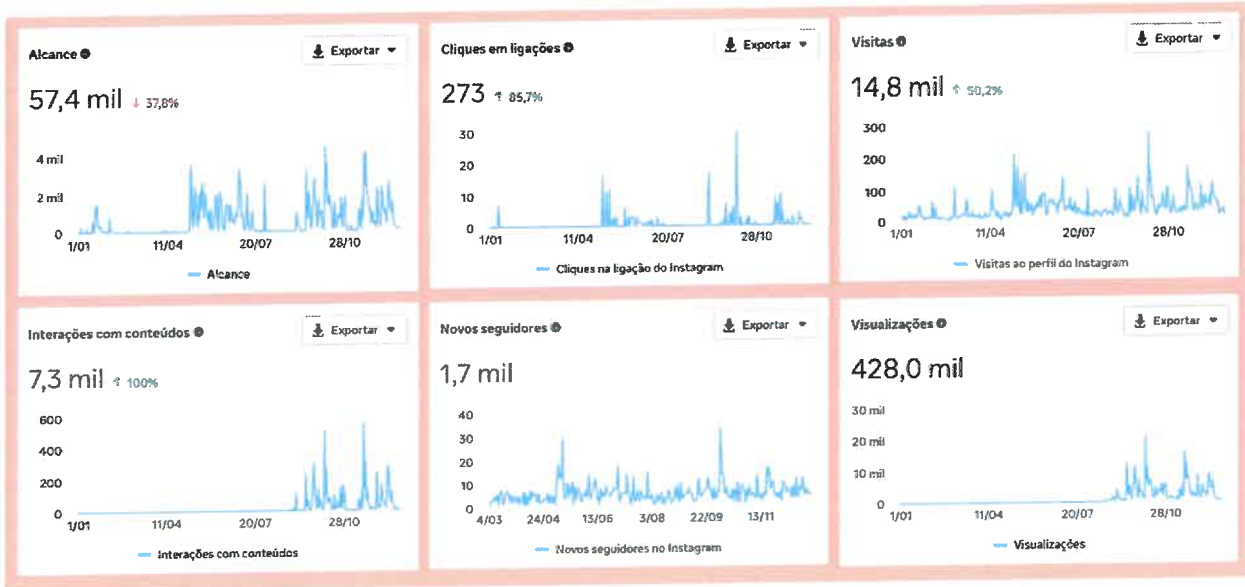 Alcance
Exportar
57,4 mil ↓ 37,8%
4 mil
2 mil
0
1/01 11/04 20/07 28/10
Alcance
Cliques em ligações
Exportar
273 ↑ 85,7%
30
20
10
0
1/01 11/04 20/07 28/10
Cliques na ligação do Instagram
Visitas
Exportar
14,8 mil ↑ 50,2%
300
200
100
0
1/01 11/04 20/07 28/10
Visitas ao perfil do Instagram
Interações com conteúdos
Exportar
7,3 mil ↑ 100%
600
400
200
0
1/01 11/04 20/07 28/10
Interações com conteúdos
Novos seguidores
Exportar
1,7 mil
40
30
20
10
0
4/03 24/04 13/06 3/08 22/09 13/11
Novos seguidores no Instagram
Visualizações
Exportar
428,0 mil
30 mil
20 mil
10 mil
0
1/01 11/04 20/07 28/10
Visualizações